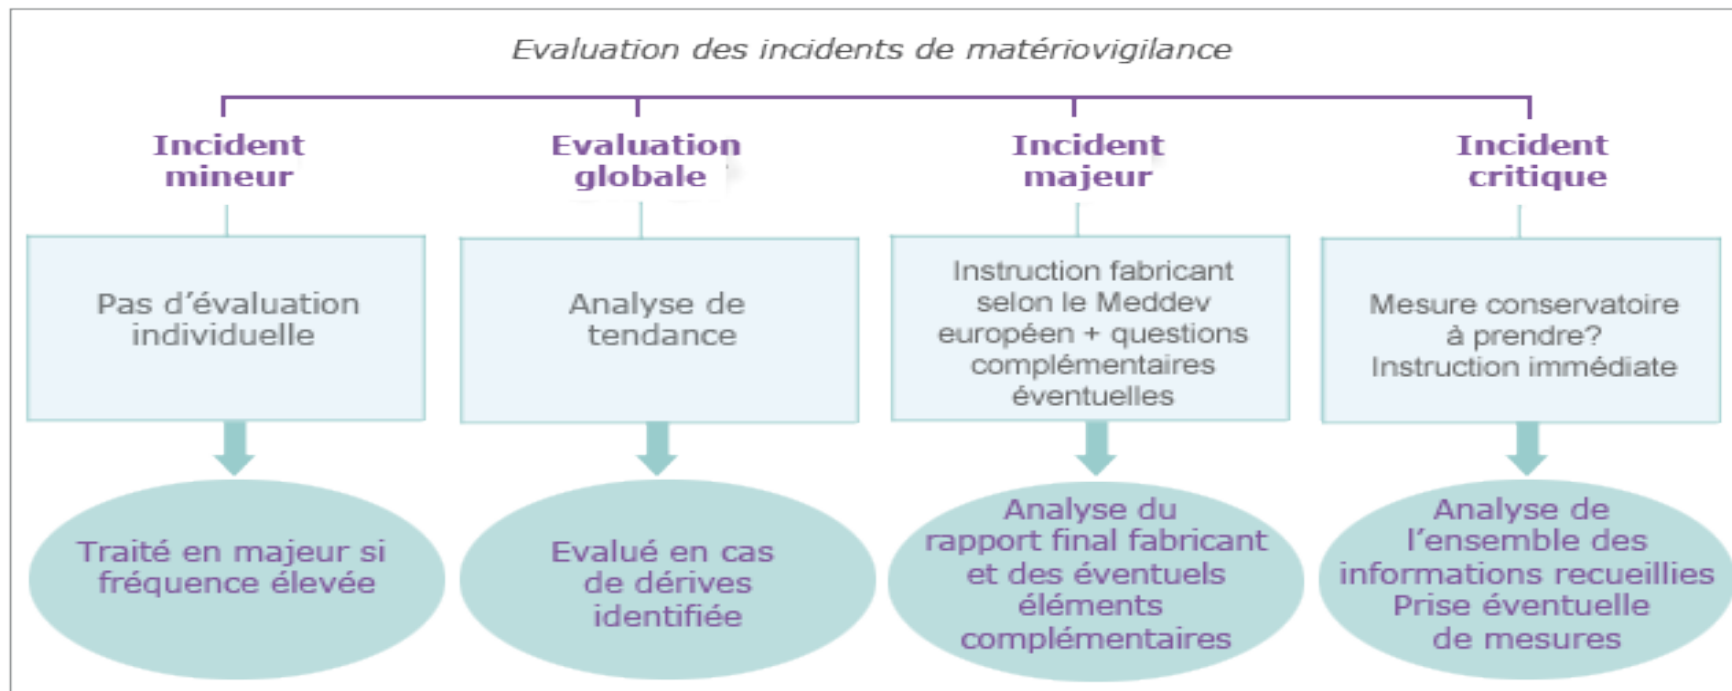 Evaluation des incidents de matèriovigilance
Incident
mineur
Evaluation
globale
Incident
majeur
Incident
critique
Pas d’évaluation
individuelle
Analyse de
tendance
Instruction fabricant
selon le Meddev
européen + questions
complémentaires
éventuelles
Mesure conservatoire
à prendre?
Instruction immédiate
Traité en majeur si
fréquence élevée
Evalué en cas
de dérives
identifiée
Analyse du
rapport final fabricant
et des éventuels
éléments
complémentaires
Analyse de
l’ensemble des
informations recueillies
Prise éventuelle
de mesures